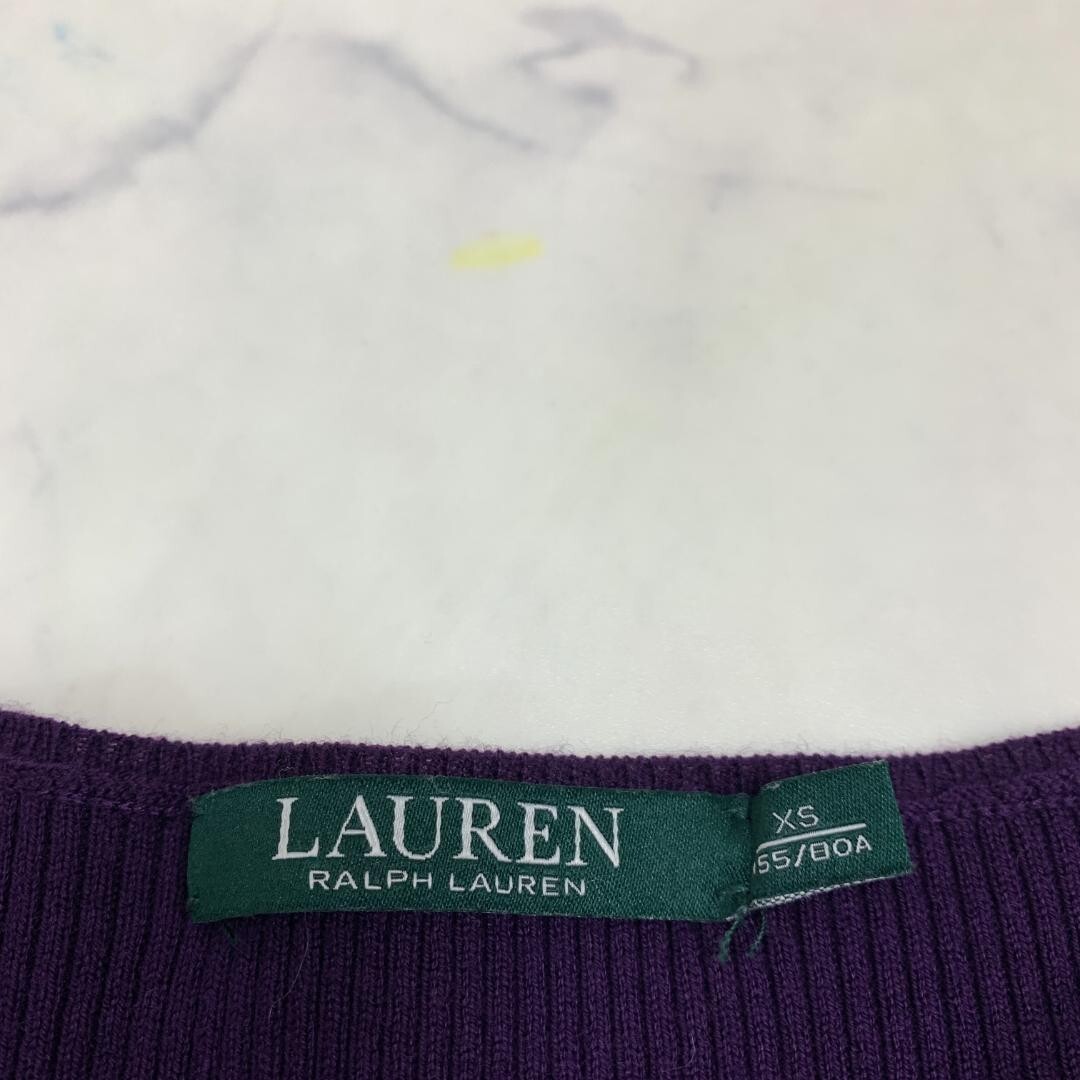 LAUREN
RALPH LAUREN
XS
155/80A